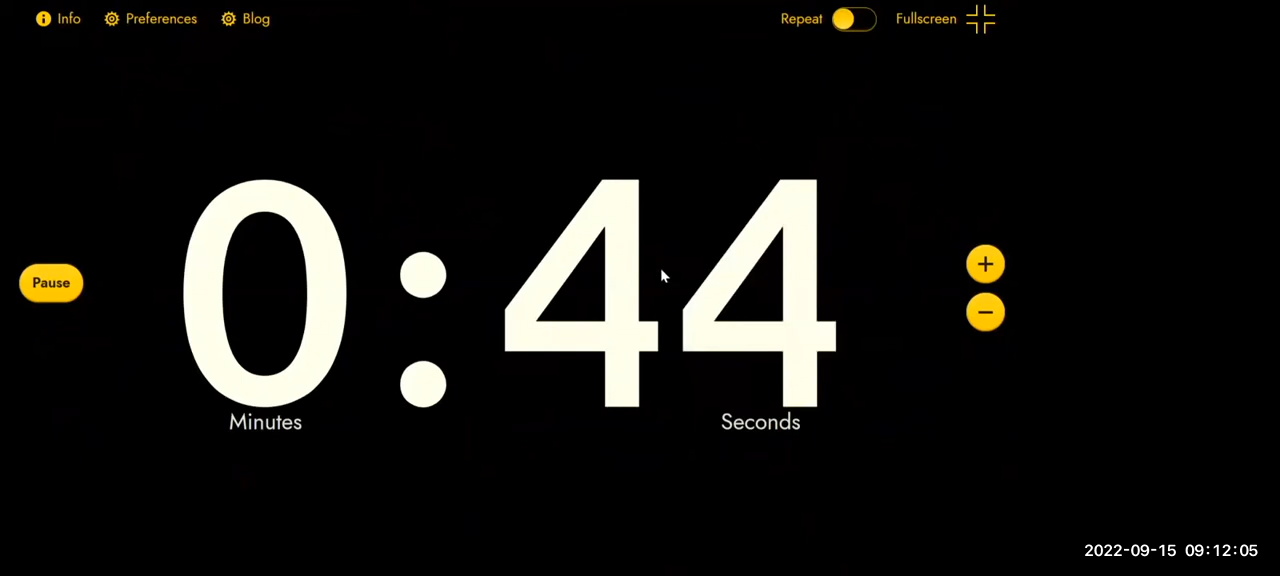 Info Preferences Blog Repeat Fullscreen
Pause
0:44
+
−
Minutes Seconds
2022-09-15 09:12:05